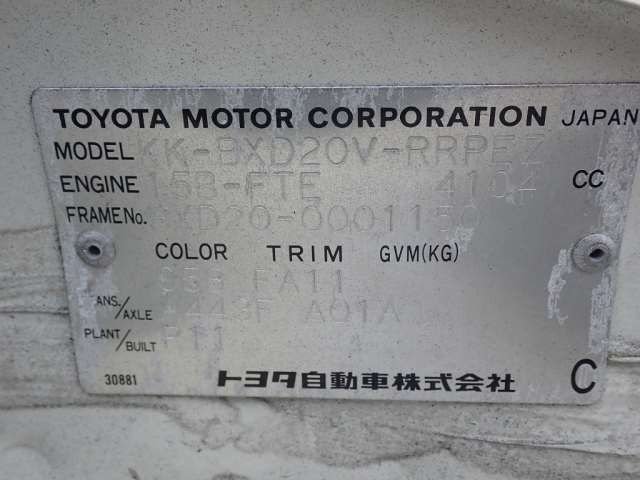 TOYOTA MOTOR CORPORATION JAPAN
MODEL KK-BXD20V-RRPEZ
ENGINE 15B-FTE 4104 CC
FRAME No. BXD20-0001150
COLOR TRIM GVM(KG)
058 FA11
ANS./AXLE A443F A01A
PLANT/BUILT P11
30881 トヨタ自動車株式会社 C